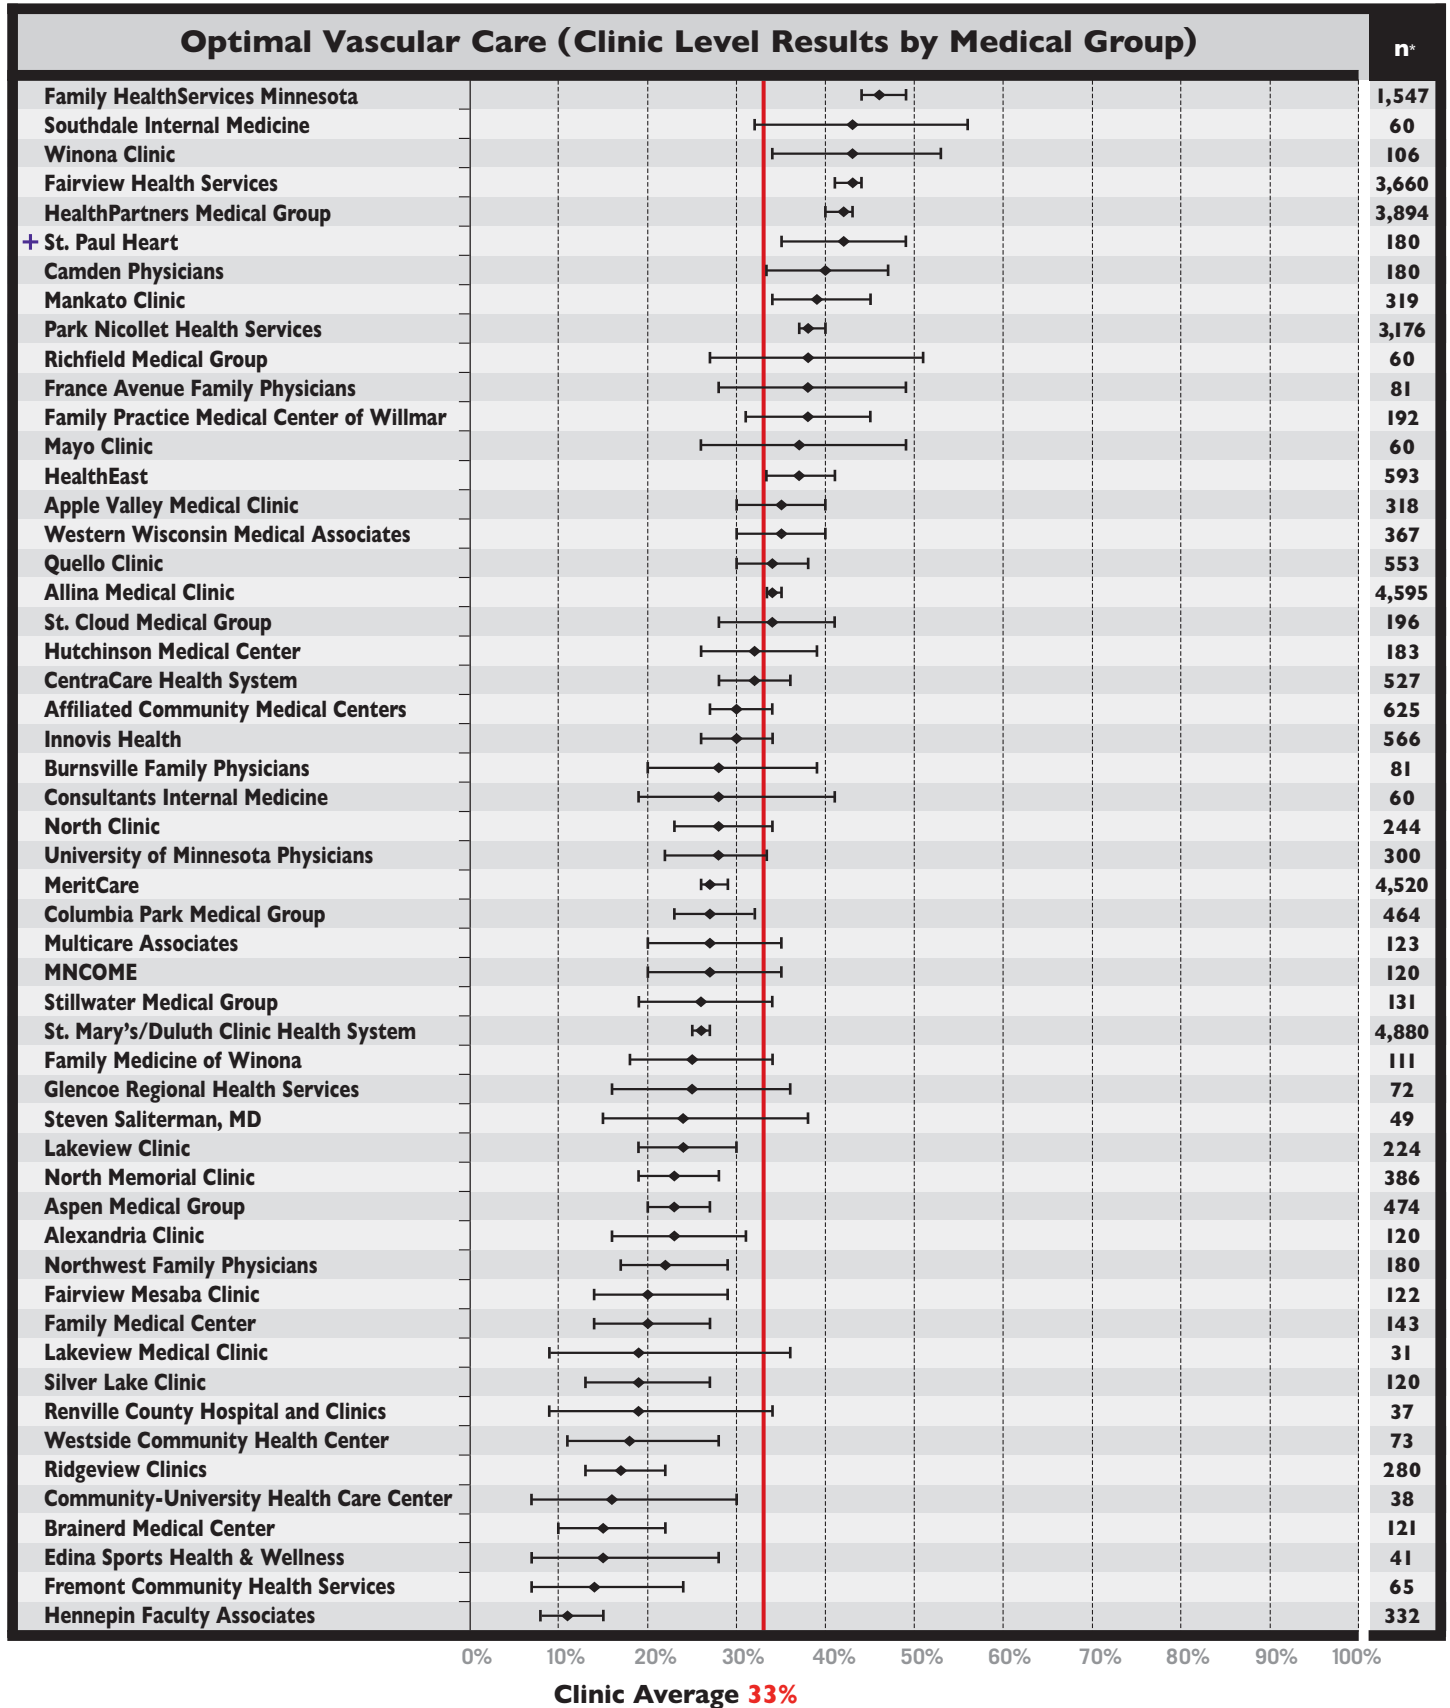 Optimal Vascular Care (Clinic Level Results by Medical Group) n*
Family HealthServices Minnesota 1,547
Southdale Internal Medicine 60
Winona Clinic 106
Fairview Health Services 3,660
HealthPartners Medical Group 3,894
+ St. Paul Heart 180
Camden Physicians 180
Mankato Clinic 319
Park Nicollet Health Services 3,176
Richfield Medical Group 60
France Avenue Family Physicians 81
Family Practice Medical Center of Willmar 192
Mayo Clinic 60
HealthEast 593
Apple Valley Medical Clinic 318
Western Wisconsin Medical Associates 367
Quello Clinic 553
Allina Medical Clinic 4,595
St. Cloud Medical Group 196
Hutchinson Medical Center 183
CentraCare Health System 527
Affiliated Community Medical Centers 625
Innovis Health 566
Burnsville Family Physicians 81
Consultants Internal Medicine 60
North Clinic 244
University of Minnesota Physicians 300
MeritCare 4,520
Columbia Park Medical Group 464
Multicare Associates 123
MNCOME 120
Stillwater Medical Group 131
St. Mary's/Duluth Clinic Health System 4,880
Family Medicine of Winona 111
Glencoe Regional Health Services 72
Steven Saliterman, MD 49
Lakeview Clinic 224
North Memorial Clinic 386
Aspen Medical Group 474
Alexandria Clinic 120
Northwest Family Physicians 180
Fairview Mesaba Clinic 122
Family Medical Center 143
Lakeview Medical Clinic 31
Silver Lake Clinic 120
Renville County Hospital and Clinics 37
Westside Community Health Center 73
Ridgeview Clinics 280
Community-University Health Care Center 38
Brainerd Medical Center 121
Edina Sports Health & Wellness 41
Fremont Community Health Services 65
Hennepin Faculty Associates 332
0% 10% 20% 30% 40% 50% 60% 70% 80% 90% 100%
Clinic Average 33%